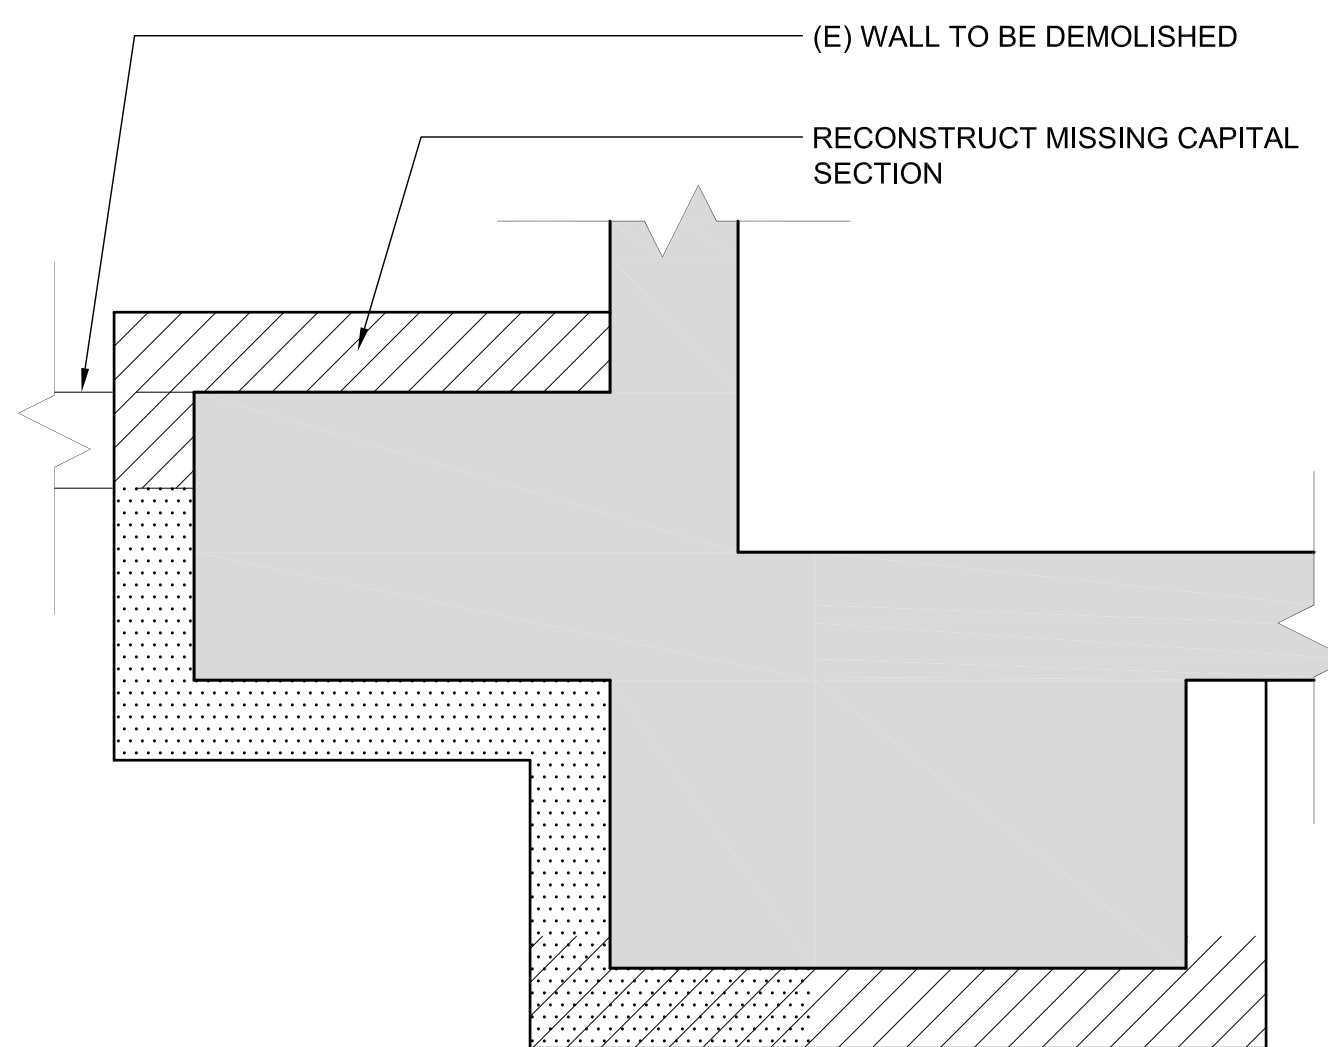 (E) WALL TO BE DEMOLISHED
RECONSTRUCT MISSING CAPITAL
SECTION